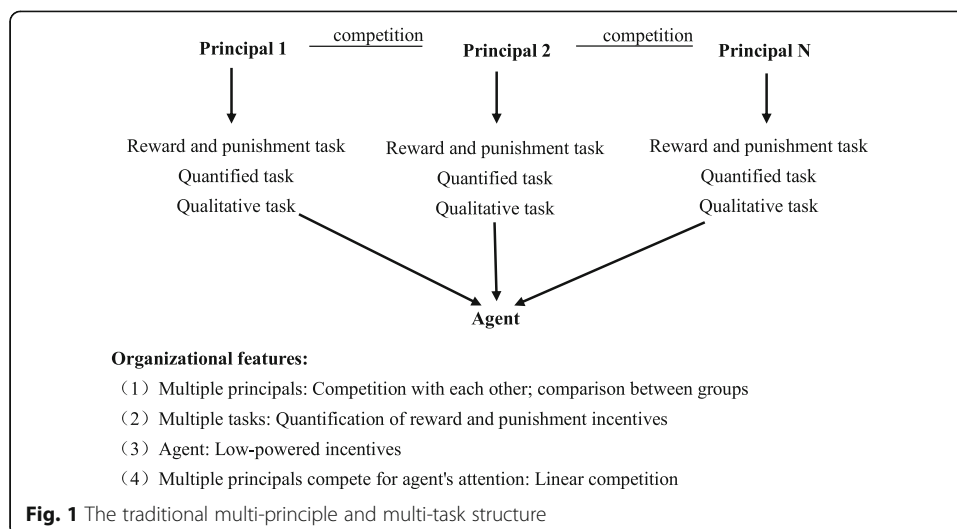 Principal 1 competition Principal 2 competition Principal N
Reward and punishment task Reward and punishment task Reward and punishment task
Quantified task Quantified task Quantified task
Qualitative task Qualitative task Qualitative task
Agent
Organizational features:
（1）Multiple principals: Competition with each other; comparison between groups
（2）Multiple tasks: Quantification of reward and punishment incentives
（3）Agent: Low-powered incentives
（4）Multiple principals compete for agent's attention: Linear competition
Fig. 1 The traditional multi-principle and multi-task structure